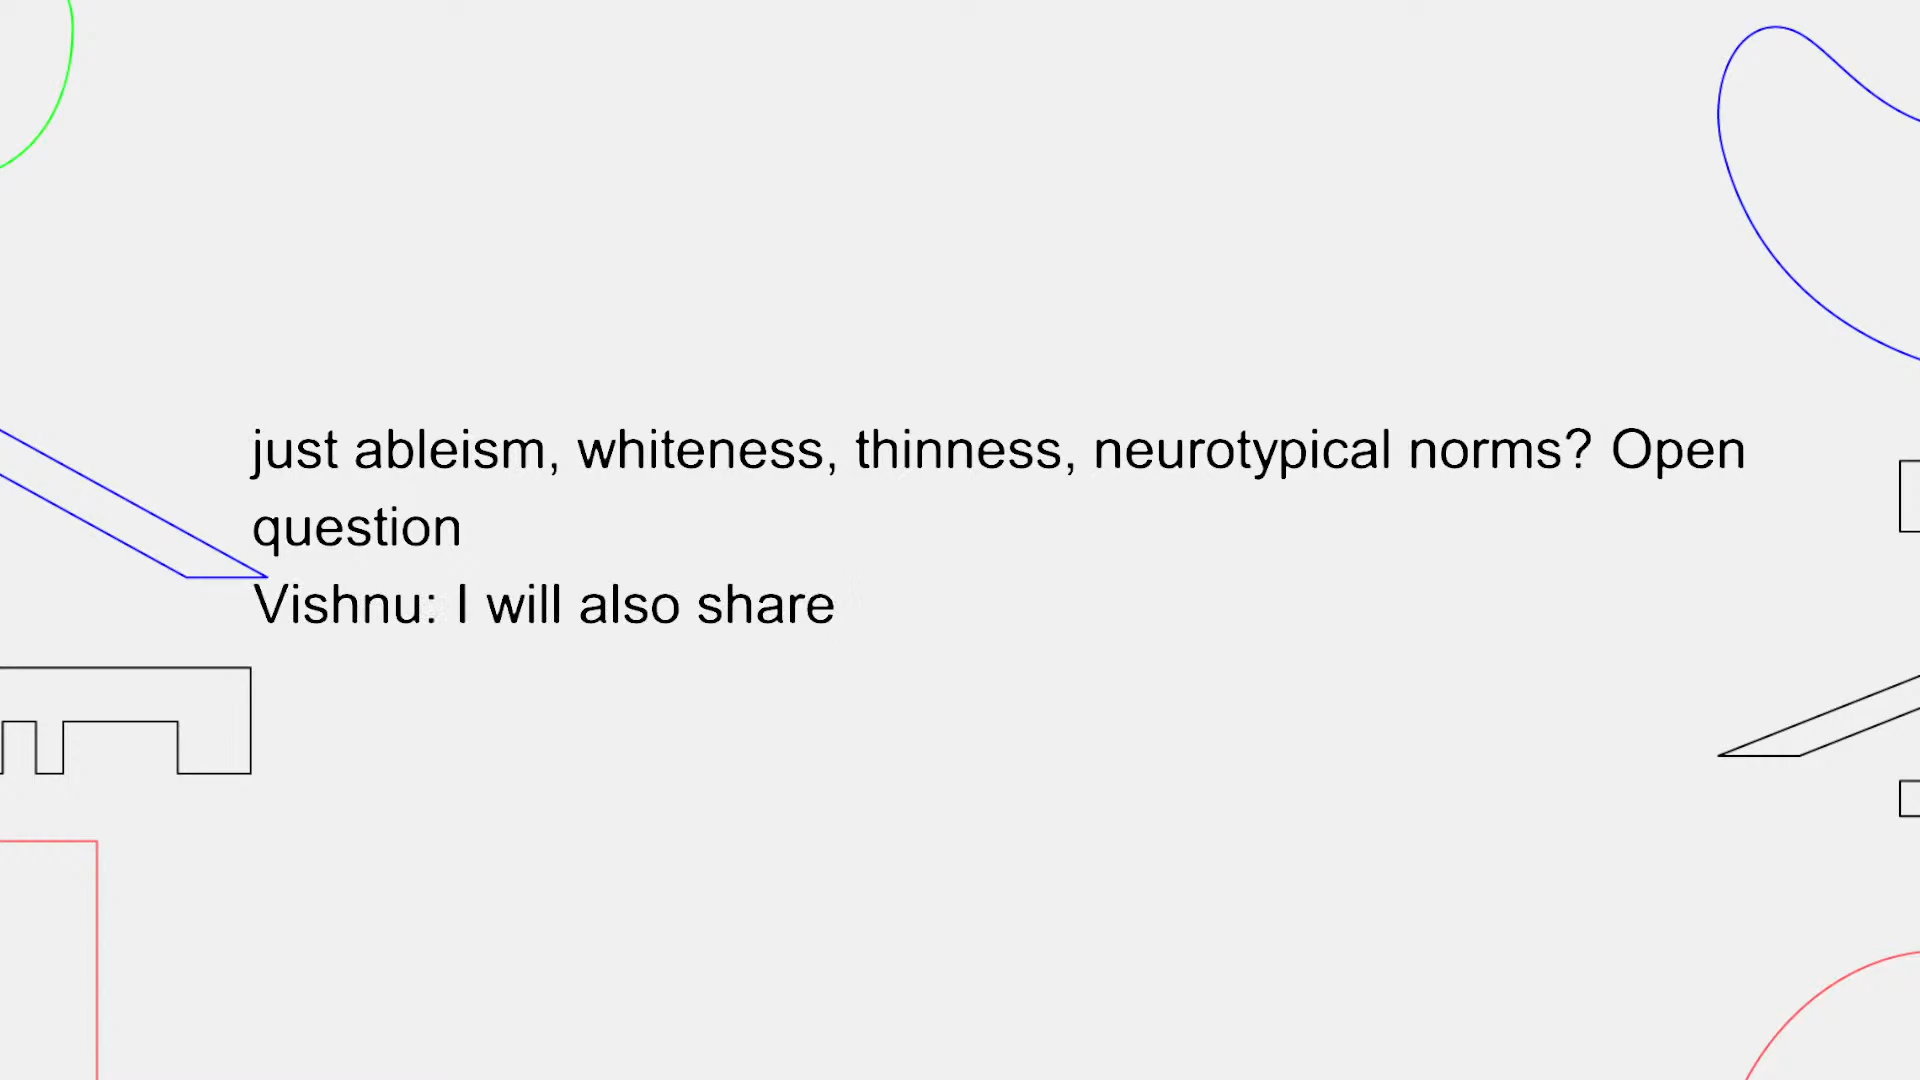 just ableism, whiteness, thinness, neurotypical norms? Open
question
Vishnu: I will also share